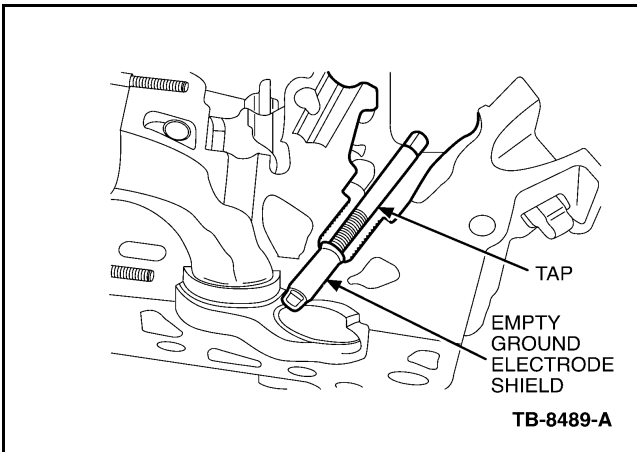 TAP
EMPTY
GROUND
ELECTRODE
SHIELD
TB-8489-A